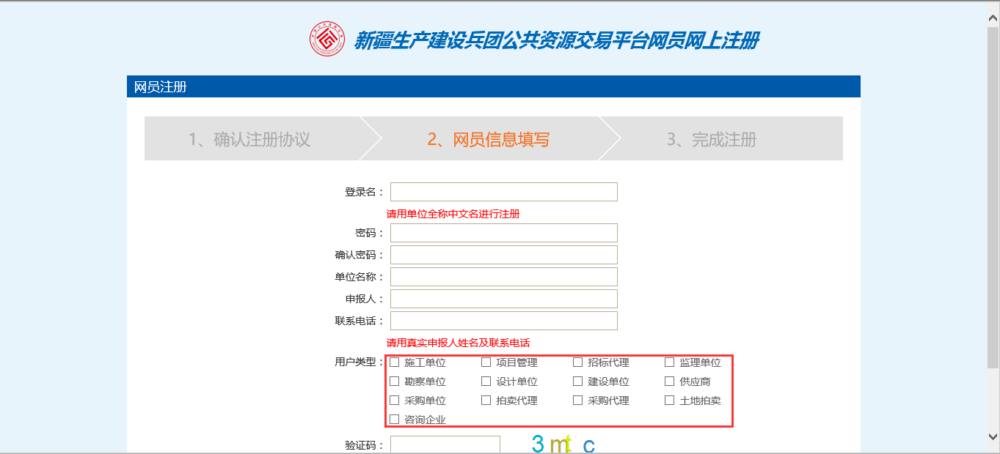 新疆生产建设兵团公共资源交易平台网员网上注册
网员注册
1、确认注册协议 2、网员信息填写 3、完成注册
登录名：
请用单位全称中文名进行注册
密码：
确认密码：
单位名称：
申报人：
联系电话：
请用真实申报人姓名及联系电话
用户类型： 施工单位 项目管理 招标代理 监理单位
勘察单位 设计单位 建设单位 供应商
采购单位 拍卖代理 采购代理 土地拍卖
咨询企业
验证码： 3 m t c